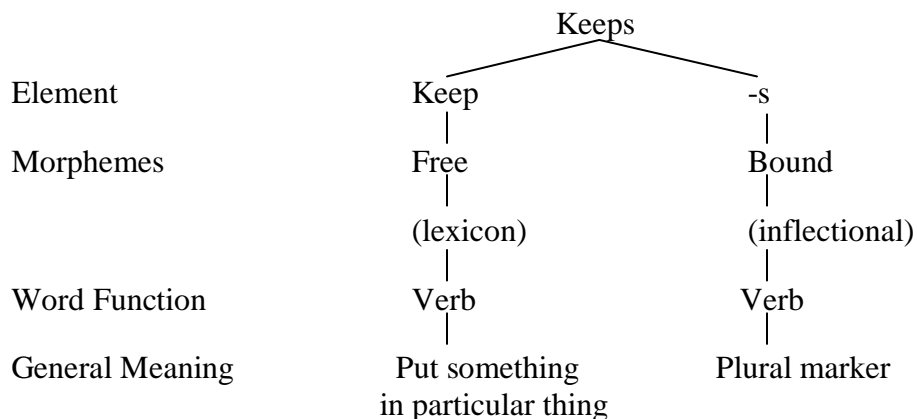 Keeps
Element Keep -s
Morphemes Free Bound
(lexicon) (inflectional)
Word Function Verb Verb
General Meaning Put something Plural marker
in particular thing